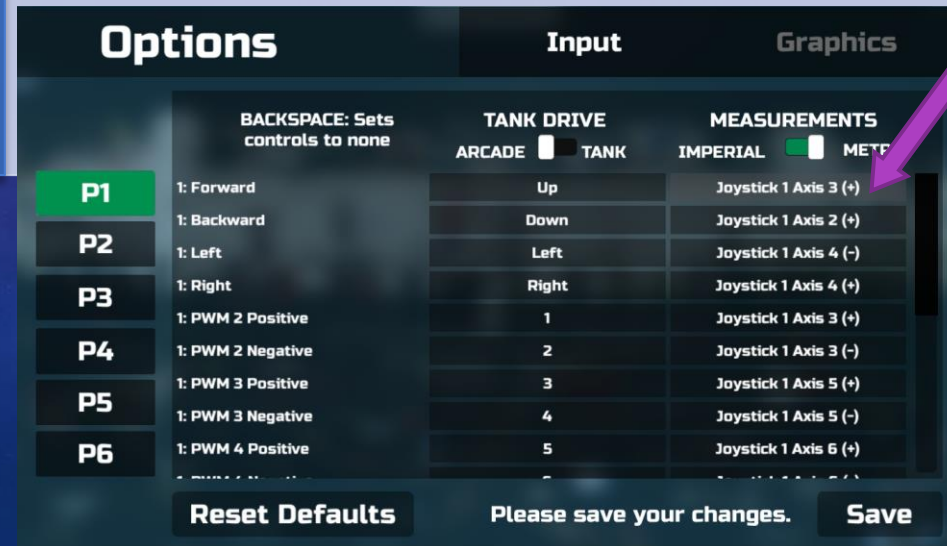 Options
Input
Graphics
BACKSPACE: Sets
controls to none
TANK DRIVE
ARCADE TANK
MEASUREMENTS
IMPERIAL
P1
P2
P3
P4
P5
P6
1: Forward Up Joystick 1 Axis 3 (+)
1: Backward Down Joystick 1 Axis 2 (+)
1: Left Left Joystick 1 Axis 4 (-)
1: Right Right Joystick 1 Axis 4 (+)
1: PWM 2 Positive 1 Joystick 1 Axis 3 (+)
1: PWM 2 Negative 2 Joystick 1 Axis 3 (-)
1: PWM 3 Positive 3 Joystick 1 Axis 5 (+)
1: PWM 3 Negative 4 Joystick 1 Axis 5 (-)
1: PWM 4 Positive 5 Joystick 1 Axis 6 (+)
Reset Defaults
Please save your changes.
Save